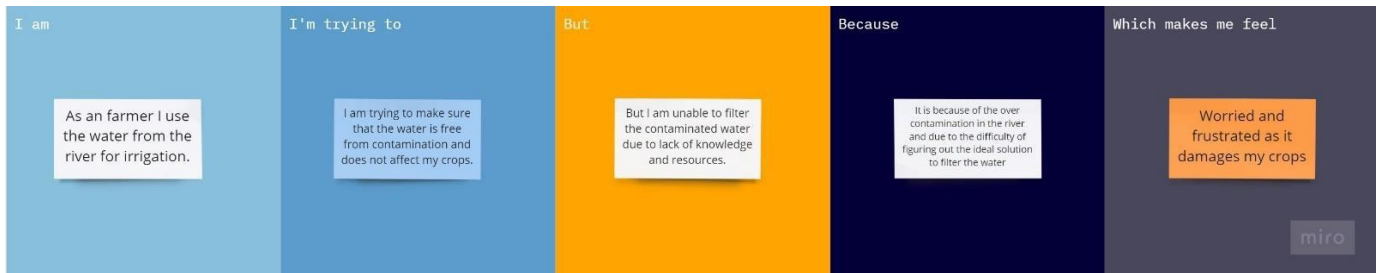 I am
As an farmer I use
the water from the
river for irrigation.
I'm trying to
I am trying to make sure
that the water is free
from contamination and
does not affect my crops.
But
But I am unable to filter
the contaminated water
due to lack of knowledge
and resources.
Because
It is because of the over
contamination in the river
and due to the difficulty of
figuring out the ideal solution
to filter the water
Which makes me feel
Worried and
frustrated as it
damages my crops
miro